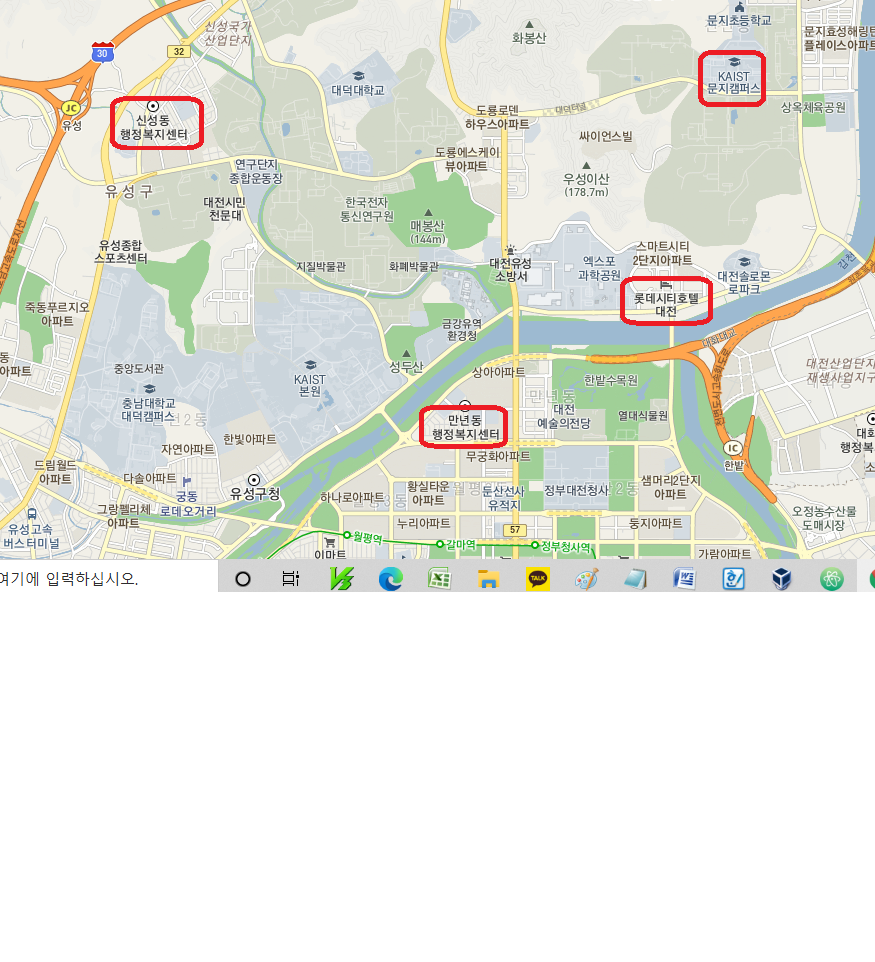 신성국가
산업단지
화봉산
문지초등학교
문지효성해링턴
플레이스아파트
32
30
KAIST
문지캠퍼스
대덕대학교
JC
유성
신성동
행정복지센터
도룡로덴
하우스아파트
대덕터널
상옥체육공원
싸이언스빌
도룡에스케이
뷰아파트
연구단지
종합운동장
유성구
우성이산
(178.7m)
대전시민
천문대
한국전자
통신연구원
매봉산
(144m)
유성종합
스포츠센터
지질박물관
화폐박물관
대전유성
소방서
엑스포
과학공원
스마트시티
2단지아파트
대전솔로몬
로파크
갑천
롯데시티호텔
대전
죽동푸르지오
아파트
금강유역
환경청
대화대교
동
아파트
중앙도서관
KAIST
본원
성두산
상아아파트
한밭수목원
천변도시고속화도로
대전산업단지
재생사업지구
충남대학교
대덕캠퍼스
만년동
만년동
행정복지센터
대전
예술의전당
열대식물원
한빛아파트
자연아파트
무궁화아파트
IC
한밭
드림월드
아파트
다솔아파트
유성구청
궁동
로데오거리
황실타운
아파트
월평
둔산선사
유적지
정부대전청사
2동
샘머리2단지
아파트
하나로아파트
그랑펠리체
아파트
누리아파트
둥지아파트
오정농수산물
도매시장
유성고속
버스터미널
57
이마트
월평역
갈마역
정부청사역
가람아파트
여기에 입력하십시오.
TALK